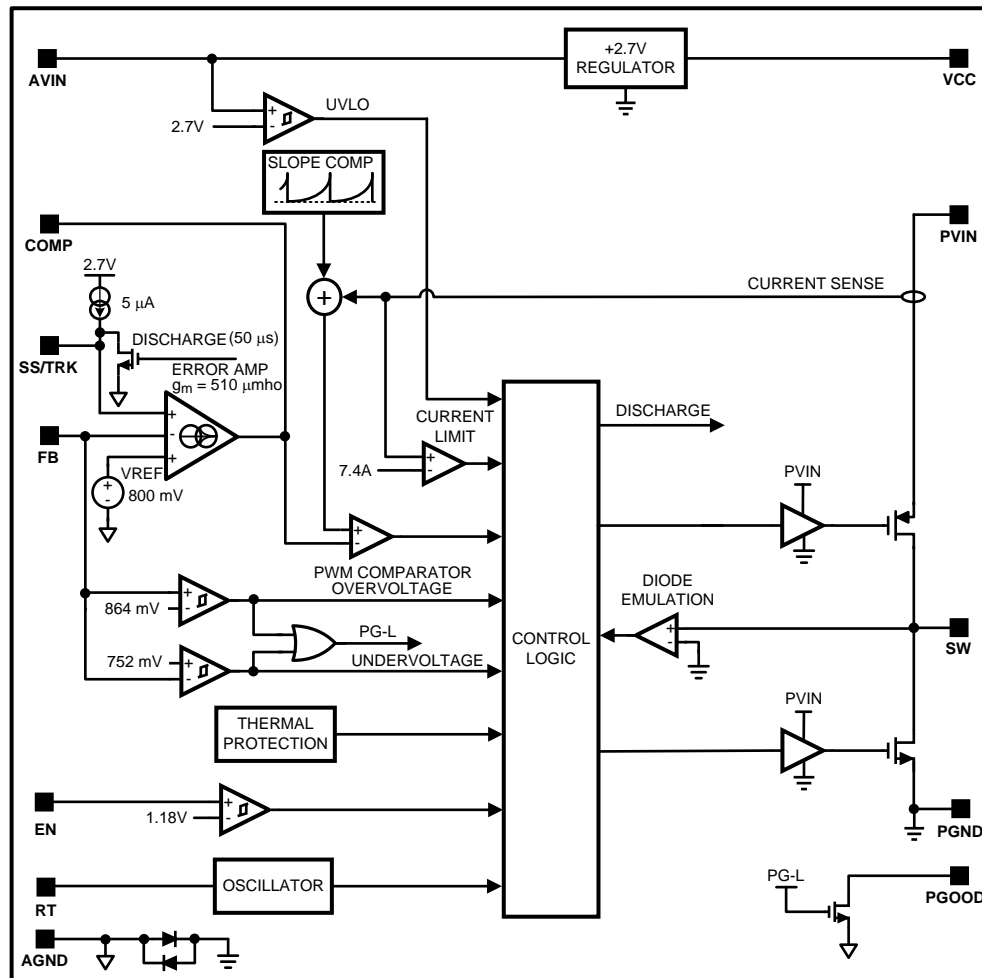 +2.7V
REGULATOR
AVIN
VCC
UVLO
+
-
2.7V
SLOPE COMP
COMP
PVIN
2.7V
CURRENT SENSE
+
5 μA
DISCHARGE (50 μs)
SS/TRK
ERROR AMP
gm = 510 μmho
+
-
+
FB
CURRENT
LIMIT
DISCHARGE
VREF
800 mV
+
-
7.4A
+
-
PVIN
+
-
PWM COMPARATOR
OVERVOLTAGE
+
-
864 mV
DIODE
EMULATION
CONTROL
LOGIC
PG-L
+
-
SW
752 mV
+
-
UNDERVOLTAGE
PVIN
THERMAL
PROTECTION
+
-
1.18V
EN
PGND
OSCILLATOR
RT
PG-L
PGOOD
AGND